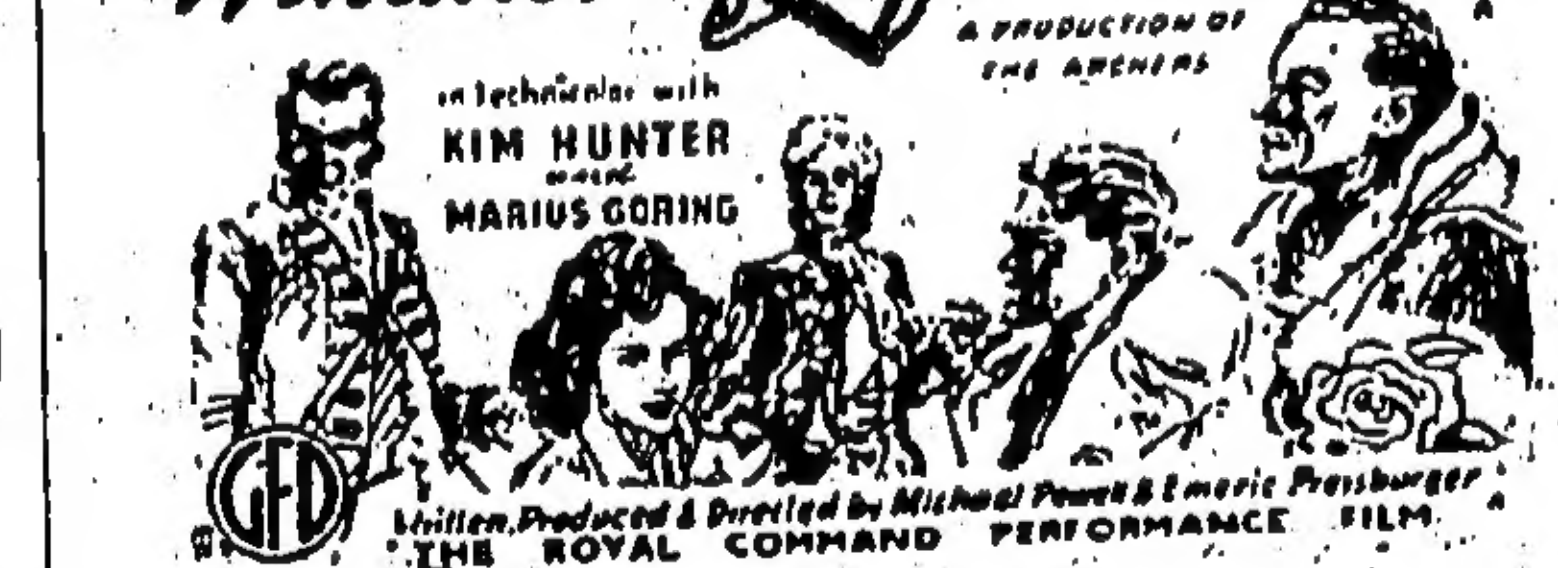 A PRODUCTION OF
THE ARCHERS
in Technicolor with
KIM HUNTER
MARIUS GORING
GFD
Written, Produced & Directed by Michael Powell & Emeric Pressburger
THE ROYAL COMMAND PERFORMANCE FILM